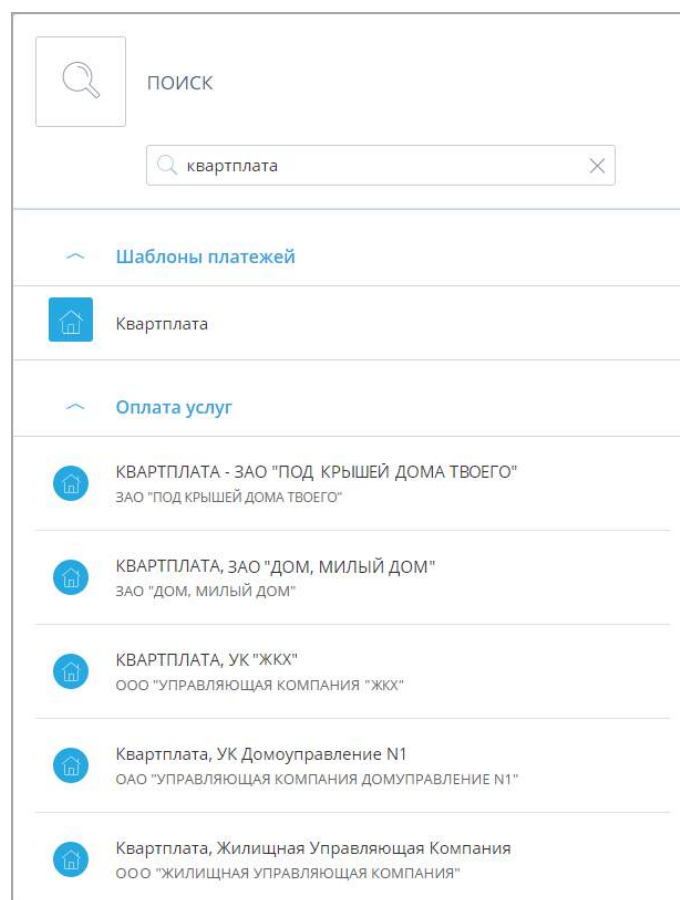 ПОИСК
квартплата
Шаблоны платежей
Квартплата
Оплата услуг
КВАРТПЛАТА - ЗАО "ПОД КРЫШЕЙ ДОМА ТВОЕГО"
ЗАО "ПОД КРЫШЕЙ ДОМА ТВОЕГО"
КВАРТПЛАТА, ЗАО "ДОМ, МИЛЫЙ ДОМ"
ЗАО "ДОМ, МИЛЫЙ ДОМ"
КВАРТПЛАТА, УК "ЖКХ"
ООО "УПРАВЛЯЮЩАЯ КОМПАНИЯ "ЖКХ"
Квартплата, УК Домоуправление N1
ОАО "УПРАВЛЯЮЩАЯ КОМПАНИЯ ДОМУПРАВЛЕНИЕ N1"
Квартплата, Жилищная Управляющая Компания
ООО "ЖИЛИЩНАЯ УПРАВЛЯЮЩАЯ КОМПАНИЯ"